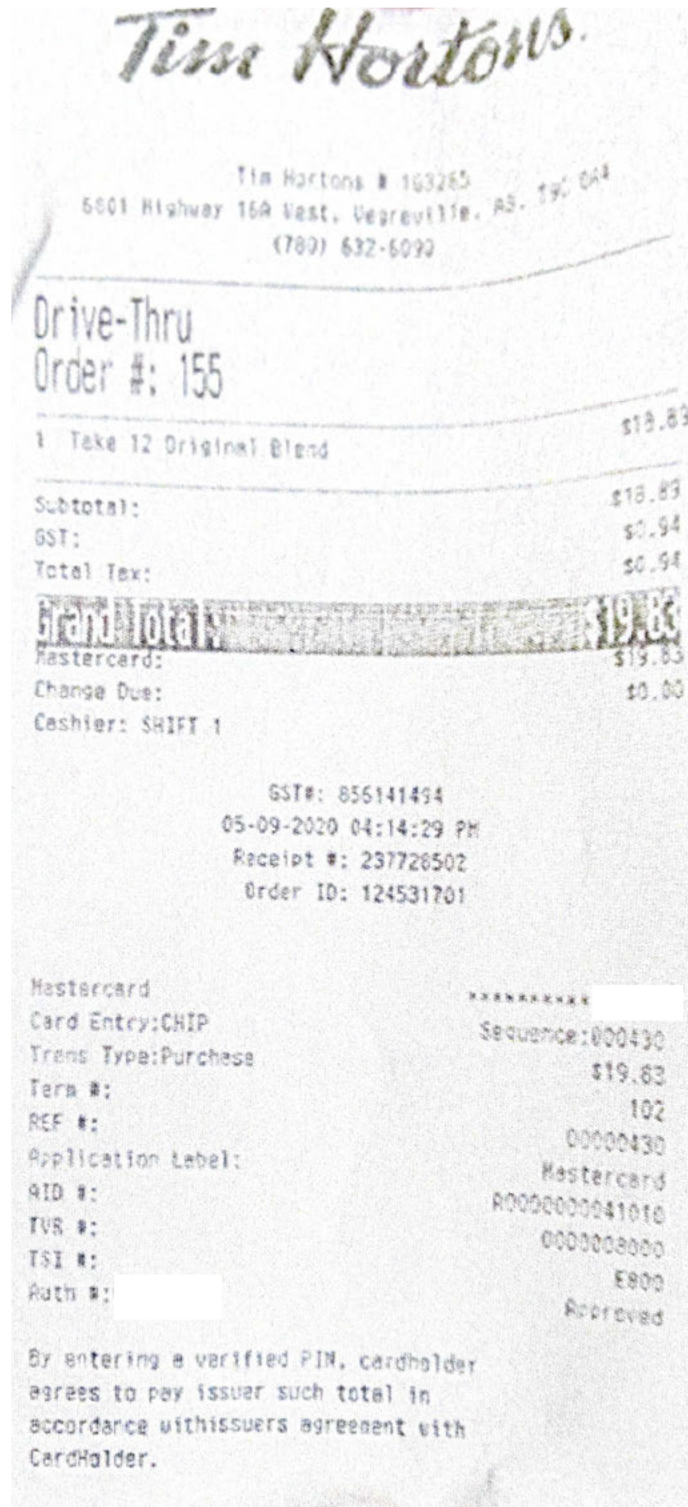 Tim Hortons
Tim Hortons # 103265
6801 Highway 16A West, Vegreville, AB,
(780) 632-6090
Drive-Thru
Order #: 155
1 Take 12 Original Blend $18.89
Subtotal: $18.89
GST: $0.94
Total Tax: $0.94
Grand Total: $19.83
Mastercard: $19.83
Change Due: $0.00
Cashier: SHIFT 1
GST#: 856141494
05-09-2020 04:14:29 PM
Receipt #: 237728502
Order ID: 124531701
Mastercard **********
Card Entry:CHIP Sequence:000430
Trans Type:Purchase $19.83
Term #: 102
REF #: 00000430
Application Label: Mastercard
AID #: A0000000041010
TVR #: 0000008000
TSI #: E800
Auth #: Approved
By entering a verified PIN, cardholder
agrees to pay issuer such total in
accordance withissuers agreement with
CardHolder.